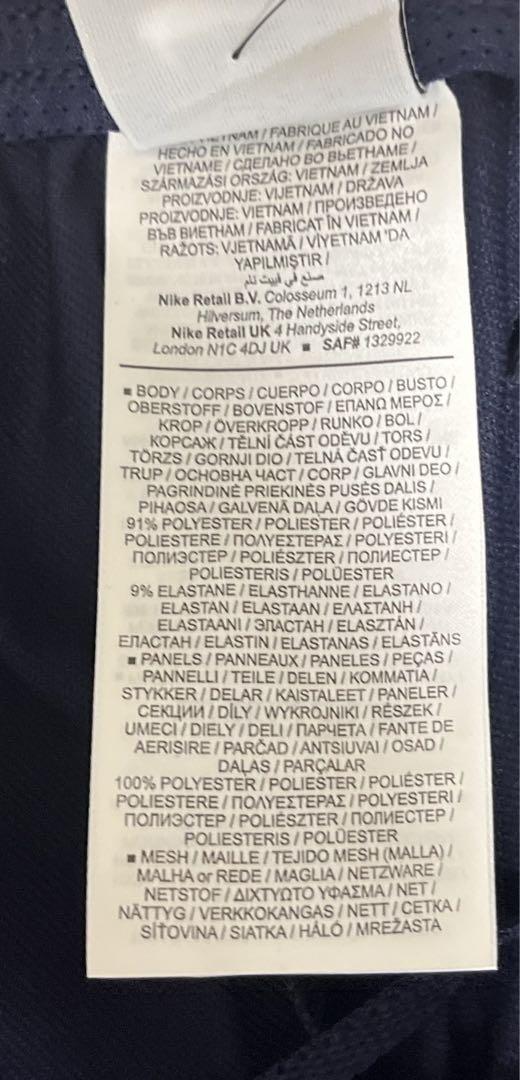 FABRIQUE AU VIETNAM /
HECHO EN VIETNAM / FABRICADO NO
VIETNAME / СДЕЛАНО ВО ВЬЕТНАМЕ /
SZÁRMAZÁSI ORSZÁG: VIETNAM / ZEMLJA
PROIZVODNJE: VIJETNAM / DRŽAVA
PROIZVODNJE: VIETNAM / ПРОИЗВЕДЕНО
ВЪВ ВИЕТНАМ / FABRICAT ÎN VIETNAM /
RAŽOTS: VJETNAMĀ / VİYETNAM 'DA
YAPILMIŞTIR /
صنع في فييت نام
Nike Retail B.V. Colosseum 1, 1213 NL
Hilversum, The Netherlands
Nike Retail UK 4 Handyside Street,
London N1C 4DJ UK ■ SAF# 1329922
■ BODY / CORPS / CUERPO / CORPO / BUSTO /
OBERSTOFF / BOVENSTOF / ΕΠΑΝΩ ΜΕΡΟΣ /
KROP / ÖVERKROPP / RUNKO / BOL /
КОРСАЖ / TĚLNÍ ČÁST ODĚVU / TORS /
TÖRZS / GORNJI DIO / TELNÁ ČASŤ ODEVU /
TRUP / ОСНОВНА ЧАСТ / CORP / GLAVNI DEO /
PAGRINDINĖ PRIEKINĖS PUSĖS DALIS /
PIHAOSA / GALVENĀ DAĻA / GÖVDE KISMI
91% POLYESTER / POLIESTER / POLIÉSTER /
POLIESTERE / ΠΟΛΥΕΣΤΕΡΑΣ / POLYESTERI /
ПОЛИЭСТЕР / POLIÉSZTER / ПОЛИЕСТЕР /
POLIESTERIS / POLÜESTER
9% ELASTANE / ELASTHANNE / ELASTANO /
ELASTAN / ELASTAAN / ΕΛΑΣΤΑΝΗ /
ELASTAANI / ЭЛАСТАН / ELASZTÁN /
ЕЛАСТАН / ELASTIN / ELASTANAS / ELASTĀNS
■ PANELS / PANNEAUX / PANELES / PEÇAS /
PANNELLI / TEILE / DELEN / ΚΟΜΜΑΤΙΑ /
STYKKER / DELAR / KAISTALEET / PANELER /
СЕКЦИИ / DÍLY / WYKROJNIKI / RÉSZEK /
UMECI / DIELY / DELI / ПАРЧЕТА / FANTE DE
AERISIRE / PARČAD / ANTSIUVAI / OSAD /
DAĻAS / PARÇALAR
100% POLYESTER / POLIESTER / POLIÉSTER /
POLIESTERE / ΠΟΛΥΕΣΤΕΡΑΣ / POLYESTERI /
ПОЛИЭСТЕР / POLIÉSZTER / ПОЛИЕСТЕР /
POLIESTERIS / POLÜESTER
■ MESH / MAILLE / TEJIDO MESH (MALLA) /
MALHA or REDE / MAGLIA / NETZWARE /
NETSTOF / ΔΙΧΤΥΩΤΟ ΥΦΑΣΜΑ / NET /
NÄTTYG / VERKKOKANGAS / NETT / СЕТКА /
SÍŤOVINA / SIATKA / HÁLÓ / MREŽASTA